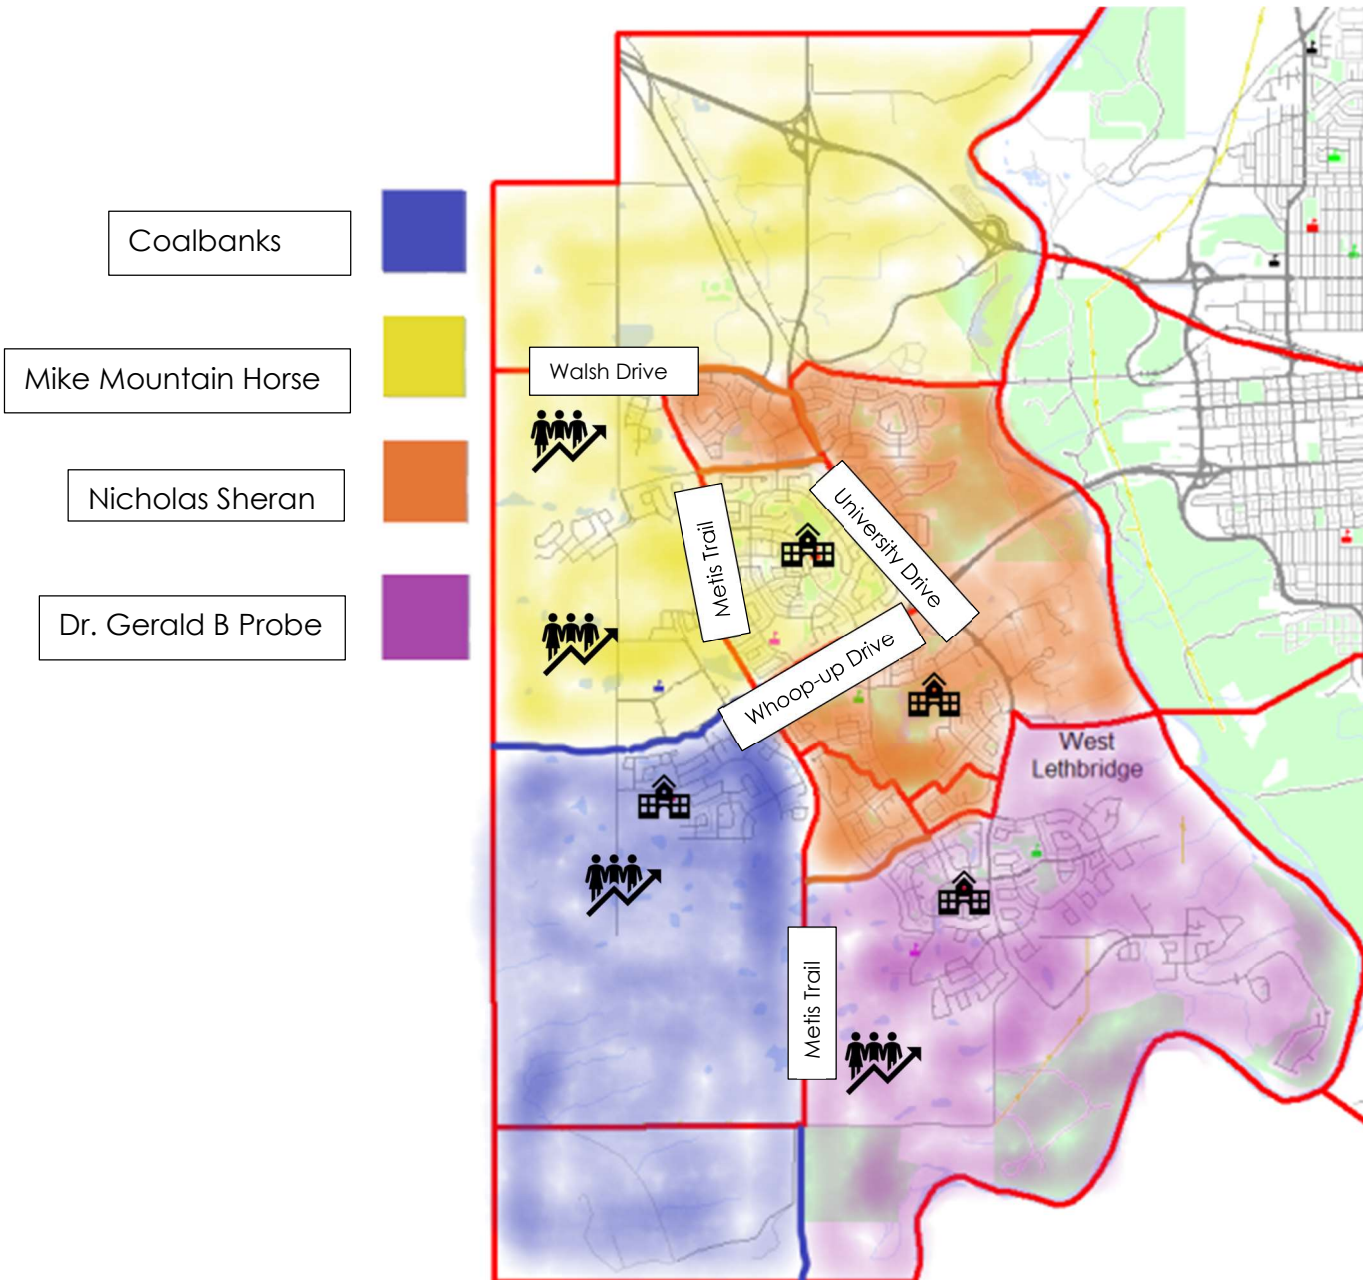 Coalbanks
Mike Mountain Horse
Nicholas Sheran
Dr. Gerald B Probe
Walsh Drive
Metis Trail
University Drive
Whoop-up Drive
West
Lethbridge
Metis Trail